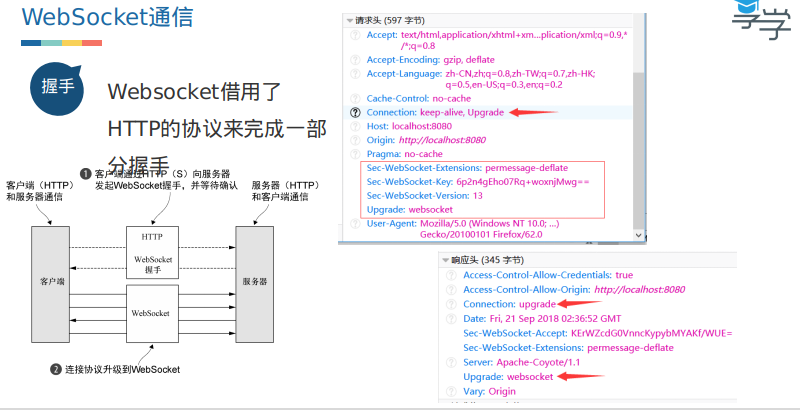 WebSocket通信
学学
握手
Websocket借用了
HTTP的协议来完成一部
分握手
❶ 客户端通过HTTP（S）向服务器
发起WebSocket握手，并等待确认
客户端（HTTP）
和服务器通信
服务器（HTTP）
和客户端通信
HTTP
WebSocket
握手
客户端
服务器
WebSocket
❷ 连接协议升级到WebSocket
请求头 (597 字节)
Accept: text/html,application/xhtml+xm...plication/xml;q=0.9,*
/*;q=0.8
Accept-Encoding: gzip, deflate
Accept-Language: zh-CN,zh;q=0.8,zh-TW;q=0.7,zh-HK;
q=0.5,en-US;q=0.3,en;q=0.2
Cache-Control: no-cache
Connection: keep-alive, Upgrade
Host: localhost:8080
Origin: http://localhost:8080
Pragma: no-cache
Sec-WebSocket-Extensions: permessage-deflate
Sec-WebSocket-Key: 6p2n4gEho07Rq+woxnjMwg==
Sec-WebSocket-Version: 13
Upgrade: websocket
User-Agent: Mozilla/5.0 (Windows NT 10.0; ...)
Gecko/20100101 Firefox/62.0
响应头 (345 字节)
Access-Control-Allow-Credentials: true
Access-Control-Allow-Origin: http://localhost:8080
Connection: upgrade
Date: Fri, 21 Sep 2018 02:36:52 GMT
Sec-WebSocket-Accept: KErWZcdG0VnncKypybMYAKf/WUE=
Sec-WebSocket-Extensions: permessage-deflate
Server: Apache-Coyote/1.1
Upgrade: websocket
Vary: Origin